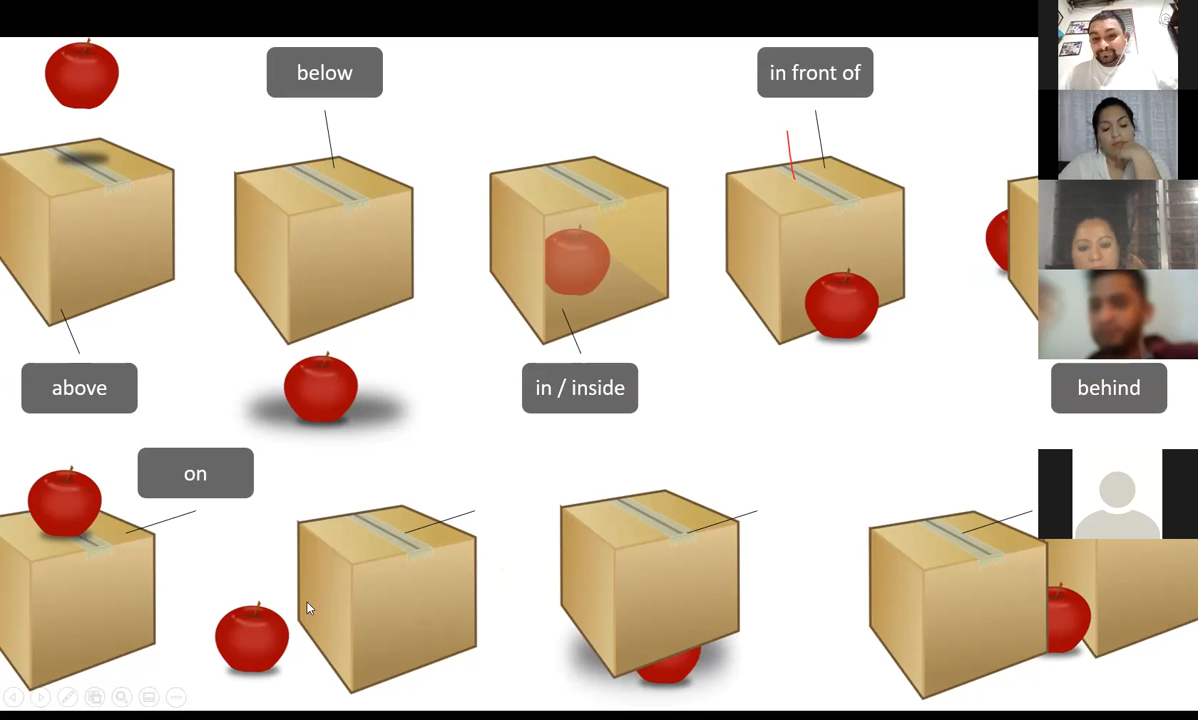 below
in front of
above
in / inside
behind
on